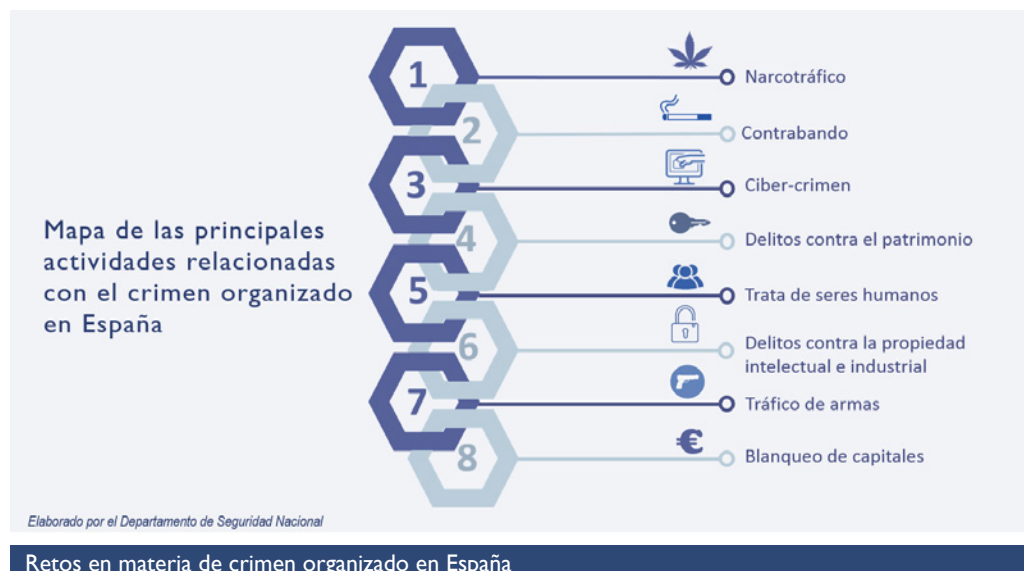 1
Narcotráfico
2
Contrabando
3
Ciber-crimen
4
Delitos contra el patrimonio
Mapa de las principales
actividades relacionadas
con el crimen organizado
en España
5
Trata de seres humanos
6
Delitos contra la propiedad
intelectual e industrial
7
Tráfico de armas
8
€
Blanqueo de capitales
Elaborado por el Departamento de Seguridad Nacional
Retos en materia de crimen organizado en España